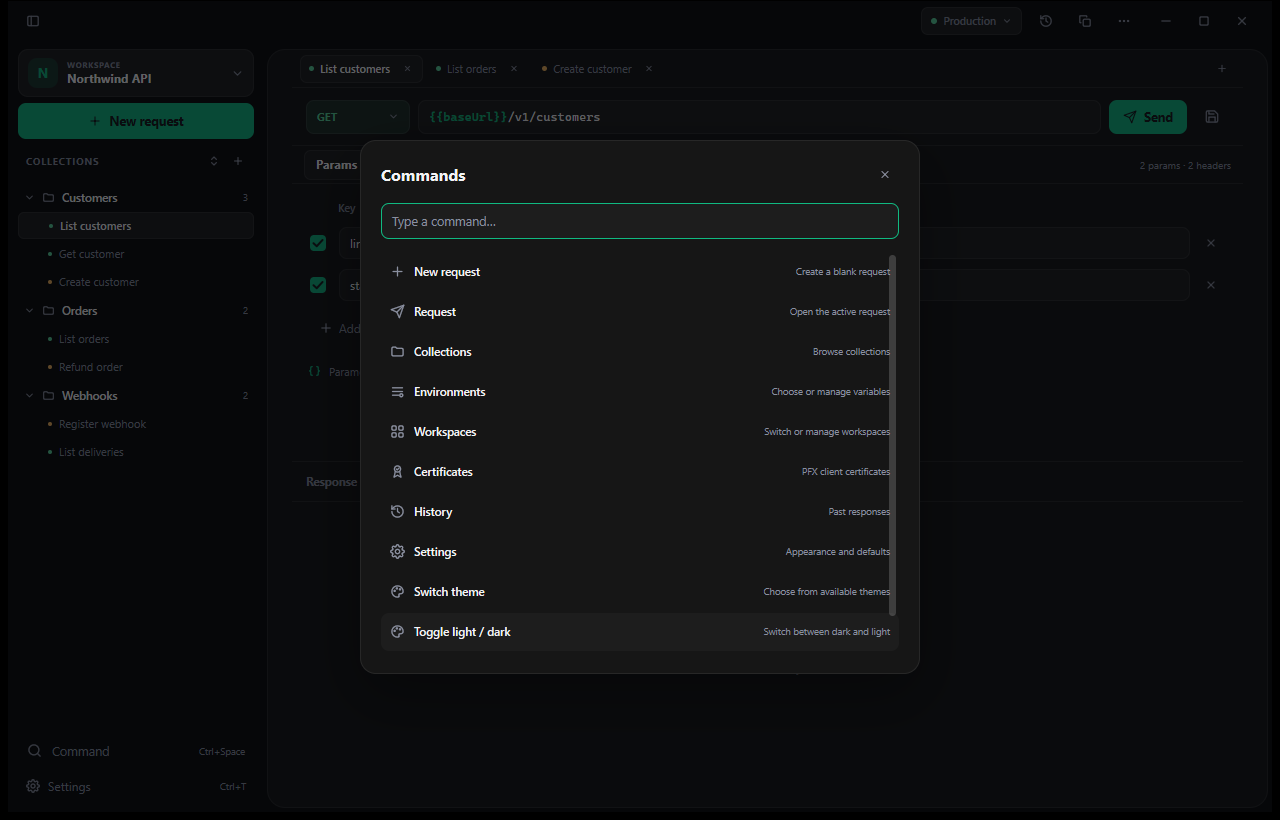 Production
N
WORKSPACE
Northwind API
New request
COLLECTIONS
Customers 3
List customers
Get customer
Create customer
Orders 2
List orders
Refund order
Webhooks 2
Register webhook
List deliveries
Command Ctrl+Space
Settings Ctrl+T
List customers
List orders
Create customer
GET
{{baseUrl}}/v1/customers
Send
Params
2 params · 2 headers
Key
Add
{}
Response
Commands
Type a command...
New request Create a blank request
Request Open the active request
Collections Browse collections
Environments Choose or manage variables
Workspaces Switch or manage workspaces
Certificates PFX client certificates
History Past responses
Settings Appearance and defaults
Switch theme Choose from available themes
Toggle light / dark Switch between dark and light